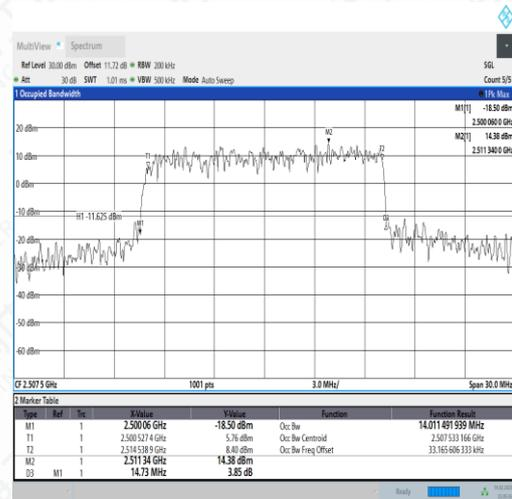 MultiView Spectrum
Ref Level 30.00 dBm Offset 11.72 dB RBW 200 kHz SGL
Att 30 dB SWT 1.01 ms VBW 500 kHz Mode Auto Sweep Count 5/5
1 Occupied Bandwidth 1Pk Max
M1[1] -18.50 dBm
2.500 060 0 GHz
M2[1] 14.38 dBm
2.511 340 0 GHz
20 dBm
M2
T1 T2
10 dBm
0 dBm
-10 dBm
H1 -11.625 dBm
M1 D3
-20 dBm
-30 dBm
-40 dBm
-50 dBm
-60 dBm
CF 2.507 5 GHz 1001 pts 3.0 MHz/ Span 30.0 MHz
2 Marker Table
Type Ref Trc X-Value Y-Value Function Function Result
M1 1 2.500 06 GHz -18.50 dBm Occ Bw 14.011 491 939 MHz
T1 1 2.500 527 4 GHz 5.76 dBm Occ Bw Centroid 2.507 533 166 GHz
T2 1 2.514 538 9 GHz 8.40 dBm Occ Bw Freq Offset 33.165 606 333 kHz
M2 1 2.511 34 GHz 14.38 dBm
D3 M1 1 14.73 MHz 3.85 dB
Ready